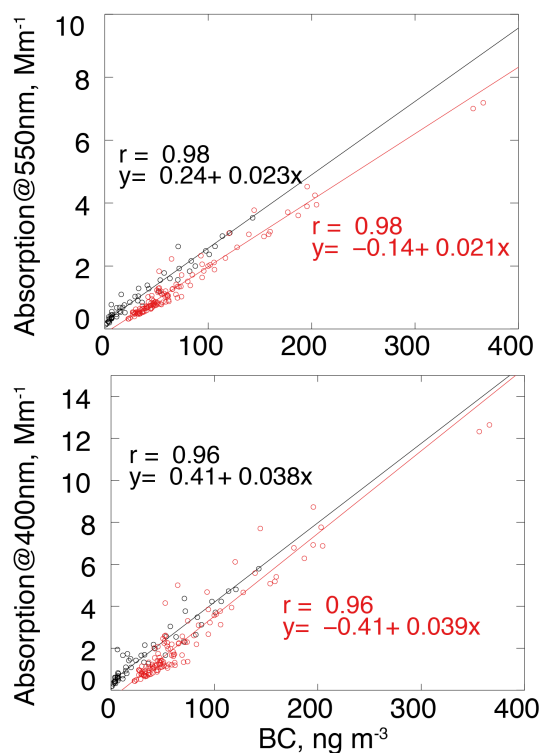 10
8
6
4
2
0
Absorption@550nm, Mm-1
r = 0.98
y= 0.24+ 0.023x
r = 0.98
y= −0.14+ 0.021x
0 100 200 300 400
14
12
10
8
6
4
2
0
Absorption@400nm, Mm-1
r = 0.96
y= 0.41+ 0.038x
r = 0.96
y= −0.41+ 0.039x
0 100 200 300 400
BC, ng m-3